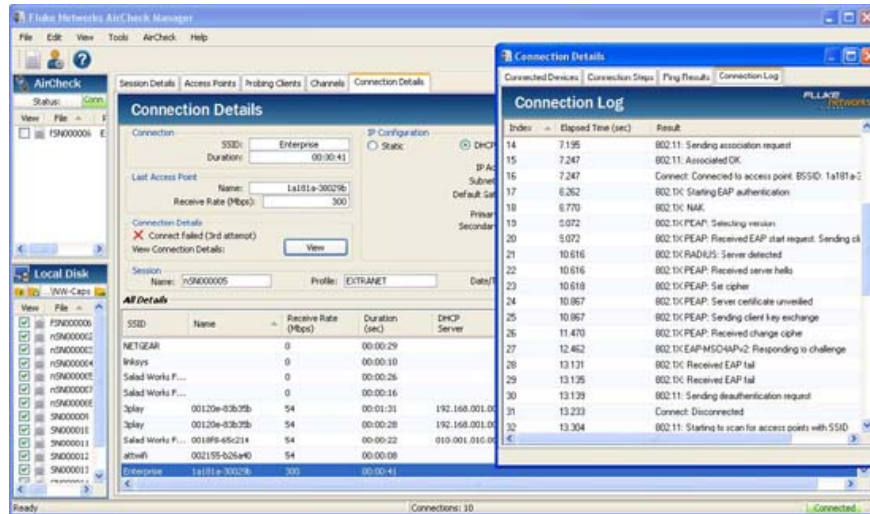 Fluke Networks AirCheck Manager
File Edit View Tools AirCheck Help
AirCheck
Status: Conn
View File
fSN000006 E
Session Details Access Points Probing Clients Channels Connection Details
Connection Details
Connection
SSID: Enterprise
Duration: 00:00:41
IP Configuration
Static DHCP
IP Ac
Subnet
Default Gat
Primar
Secondar
Last Access Point
Name: 1a181a-30029b
Receive Rate (Mbps): 300
Connection Details
Connect failed (3rd attempt)
View Connection Details: View
Session
Name: nSN000005 Profile: EXTRANET Date/T
All Details
SSID Name Receive Rate (Mbps) Duration (sec) DHCP Server
NETGEAR 0 00:00:29
linksys 0 00:00:10
Salad Works F... 0 00:00:26
Salad Works F... 0 00:00:16
3play 00120e-83b35b 54 00:01:31 192.168.001.00
3play 00120e-83b35b 54 00:00:28 192.168.001.00
Salad Works F... 0018f8-65c214 54 00:00:22 010.001.010.00
attwifi 002155-b26a40 54 00:00:08
Enterprise 1a181a-30029b 300 00:00:41
Local Disk
..\NW-Caps
View File
fSN000006
nSN000002
nSN000003
nSN000004
nSN000005
nSN000007
nSN000008
SN000009
SN000010
SN000011
SN000012
SN000013
Ready Connections: 10 Connected
Connection Details
Connected Devices Connection Steps Ping Results Connection Log
Connection Log
FLUKE networks
Index Elapsed Time (sec) Result
14 7.195 802.11: Sending association request
15 7.247 802.11: Associated OK
16 7.247 Connect: Connected to access point. BSSID: 1a181a-3
17 8.262 802.1X: Starting EAP authentication
18 8.770 802.1X: NAK
19 9.072 802.1X PEAP: Selecting version
20 9.072 802.1X PEAP: Received EAP start request. Sending cli
21 10.616 802.1X RADIUS: Server detected
22 10.616 802.1X PEAP: Received server hello
23 10.618 802.1X PEAP: Set cipher
24 10.867 802.1X PEAP: Server certificate unverified
25 10.867 802.1X PEAP: Sending client key exchange
26 11.470 802.1X PEAP: Received change cipher
27 12.462 802.1X EAP-MSCHAPv2: Responding to challenge
28 13.131 802.1X: Received EAP fail
29 13.135 802.1X: Received EAP fail
30 13.139 802.11: Sending deauthentication request
31 13.233 Connect: Disconnected
32 13.304 802.11: Starting to scan for access points with SSID